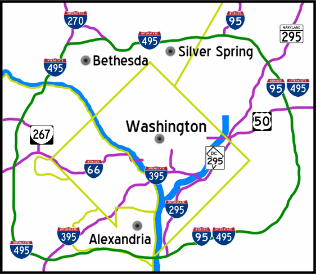 270
495
95
MARYLAND
295
Silver Spring
Bethesda
495
95
495
Washington
50
267
DC
295
66
395
295
395
Alexandria
95
495
495